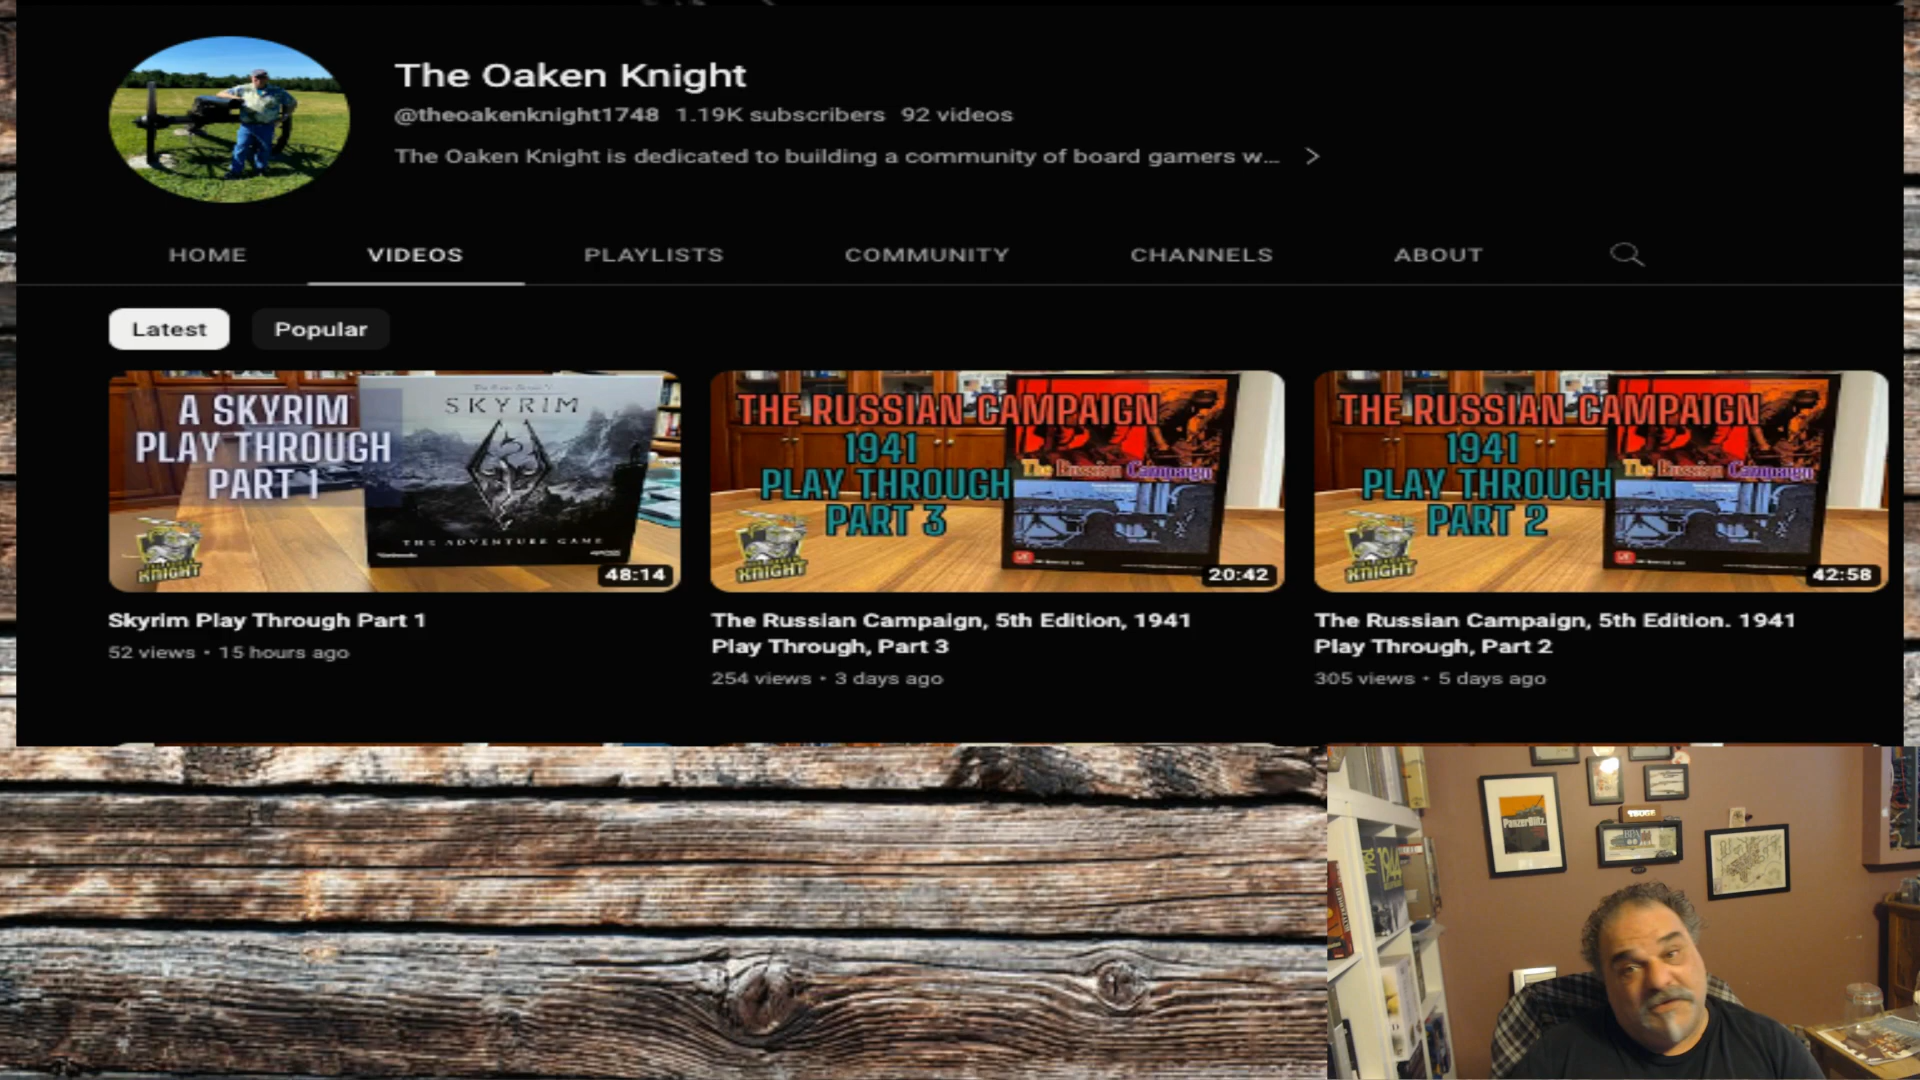 The Oaken Knight
@theoakenknight1748 1.19K subscribers 92 videos
The Oaken Knight is dedicated to building a community of board gamers w...
HOME VIDEOS PLAYLISTS COMMUNITY CHANNELS ABOUT
Latest Popular
A SKYRIM
PLAY THROUGH
PART 1
SKYRIM
THE ADVENTURE GAME
KNIGHT
48:14
THE RUSSIAN CAMPAIGN
1941
PLAY THROUGH
PART 3
The Russian Campaign
KNIGHT
20:42
THE RUSSIAN CAMPAIGN
1941
PLAY THROUGH
PART 2
The Russian Campaign
KNIGHT
42:58
Skyrim Play Through Part 1
52 views • 15 hours ago
The Russian Campaign, 5th Edition, 1941
Play Through, Part 3
254 views • 3 days ago
The Russian Campaign, 5th Edition. 1941
Play Through, Part 2
305 views • 5 days ago
PanzerBlitz
1944